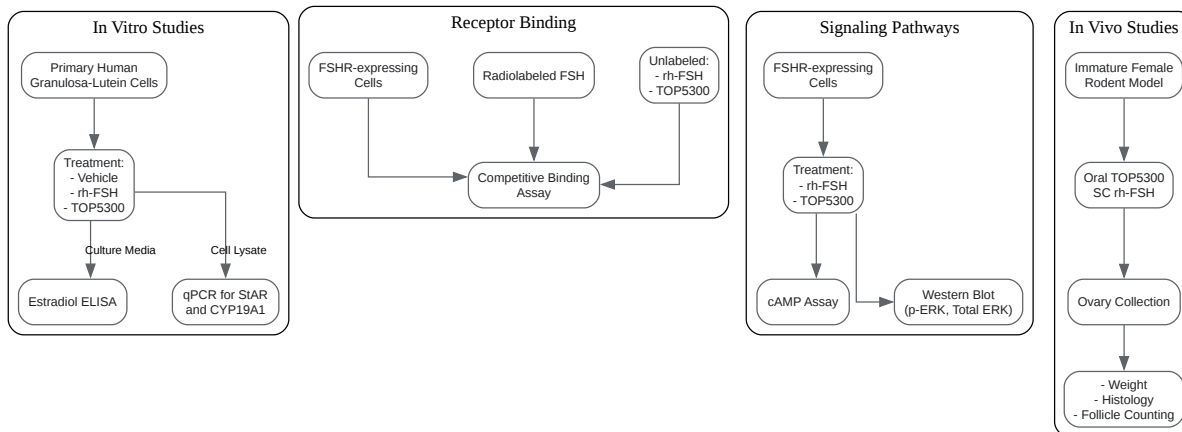 In Vitro Studies
Primary Human
Granulosa-Lutein Cells
Treatment:
- Vehicle
- rh-FSH
- TOP5300
Culture Media
Cell Lysate
Estradiol ELISA
qPCR for StAR
and CYP19A1
Receptor Binding
FSHR-expressing
Cells
Radiolabeled FSH
Unlabeled:
- rh-FSH
- TOP5300
Competitive Binding
Assay
Signaling Pathways
FSHR-expressing
Cells
Treatment:
- rh-FSH
- TOP5300
cAMP Assay
Western Blot
(p-ERK, Total ERK)
In Vivo Studies
Immature Female
Rodent Model
Oral TOP5300
SC rh-FSH
Ovary Collection
- Weight
- Histology
- Follicle Counting